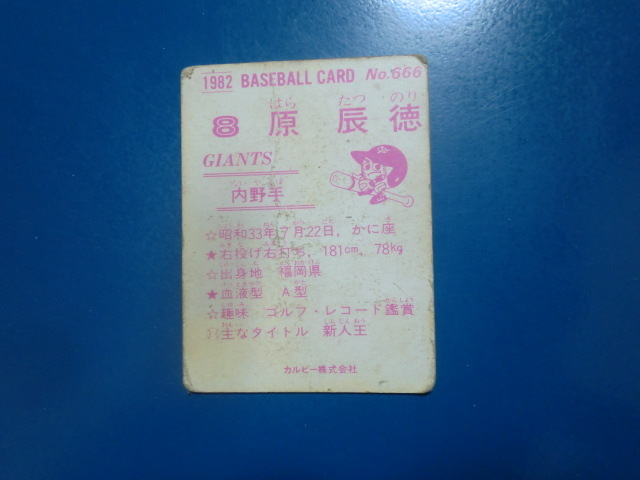 1982 BASEBALL CARD No.666
はら たつ のり
8 原 辰徳
GIANTS
内野手
☆昭和33年7月22日，かに座
★右投げ右打ち，181cm，78kg
☆出身地 福岡県
★血液型 A型
☆趣味 ゴルフ・レコード鑑賞
☆主なタイトル 新人王
カルビー株式会社